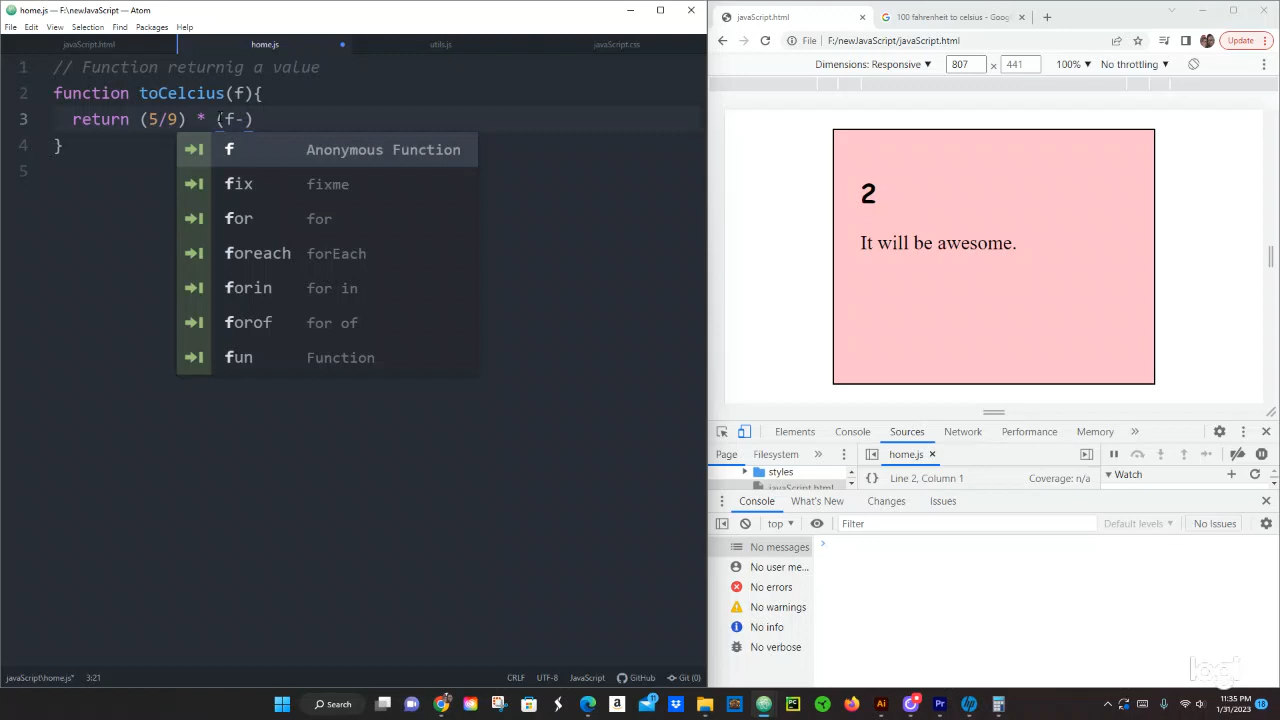 home.js — F:\newJavaScript — Atom
File Edit View Selection Find Packages Help
javaScript.html home.js utils.js javaScript.css
1 // Function returnig a value
2 function toCelcius(f){
3 return (5/9) * (f-)
4 }
5
f Anonymous Function
fix fixme
for for
foreach forEach
forin for in
forof for of
fun Function
javaScript\home.js* 3:21 CRLF UTF-8 JavaScript GitHub Git (0)
javaScript.html 100 fahrenheit to celsius - Goog
File F:/newJavaScript/javaScript.html Update
Dimensions: Responsive 807 × 441 100% No throttling
2
It will be awesome.
Elements Console Sources Network Performance Memory
Page Filesystem home.js
styles {} Line 2, Column 1 Coverage: n/a Watch
javaScript.html
Console What's New Changes Issues
top Filter Default levels No Issues
No messages
No user me...
No errors
No warnings
No info
No verbose
Search 11 11:35 PM
1/31/2023 18